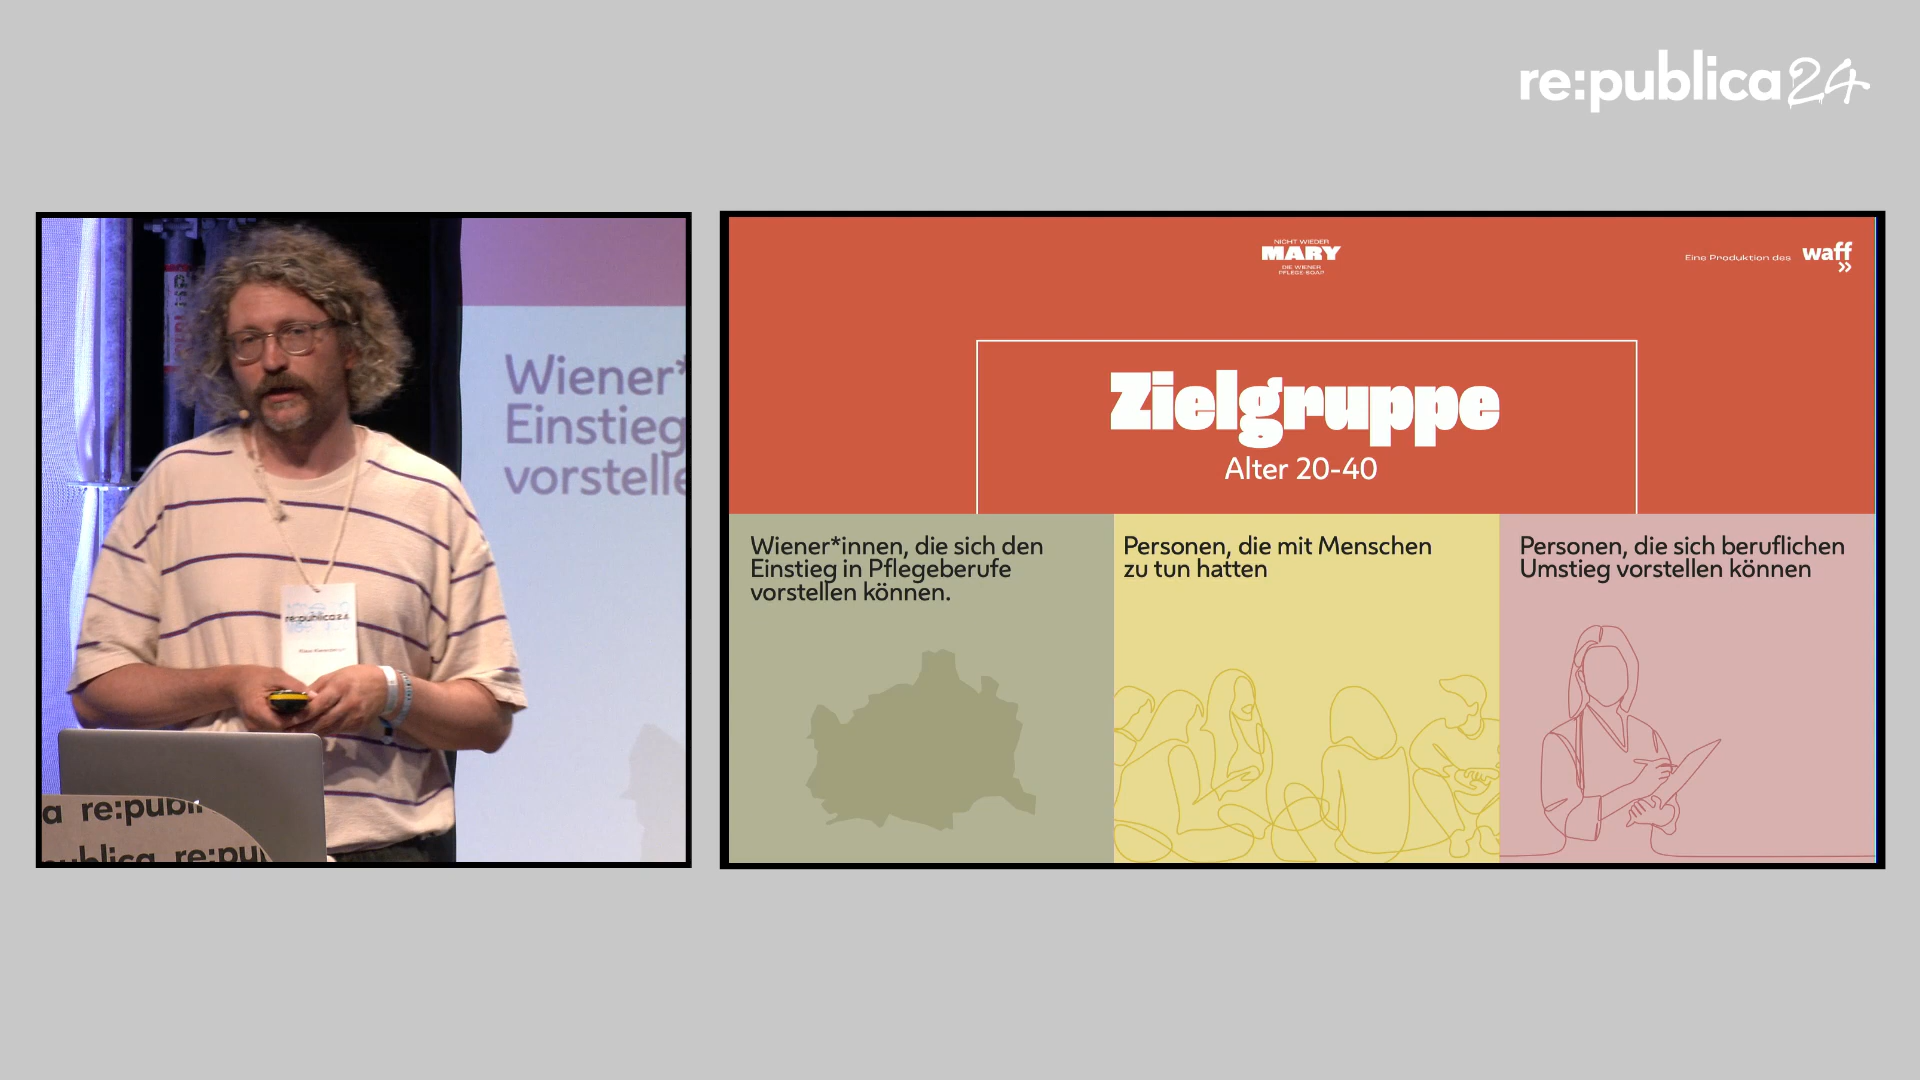 re:publica24
Wiener*
Einstieg
vorstelle
re:publica24
a re:publi
publica re:pu
NICHT WIEDER
MARY
DIE WIENER
PFLEGE-SOAP
Eine Produktion des
waff
Zielgruppe
Alter 20-40
Wiener*innen, die sich den
Einstieg in Pflegeberufe
vorstellen können.
Personen, die mit Menschen
zu tun hatten
Personen, die sich beruflichen
Umstieg vorstellen können